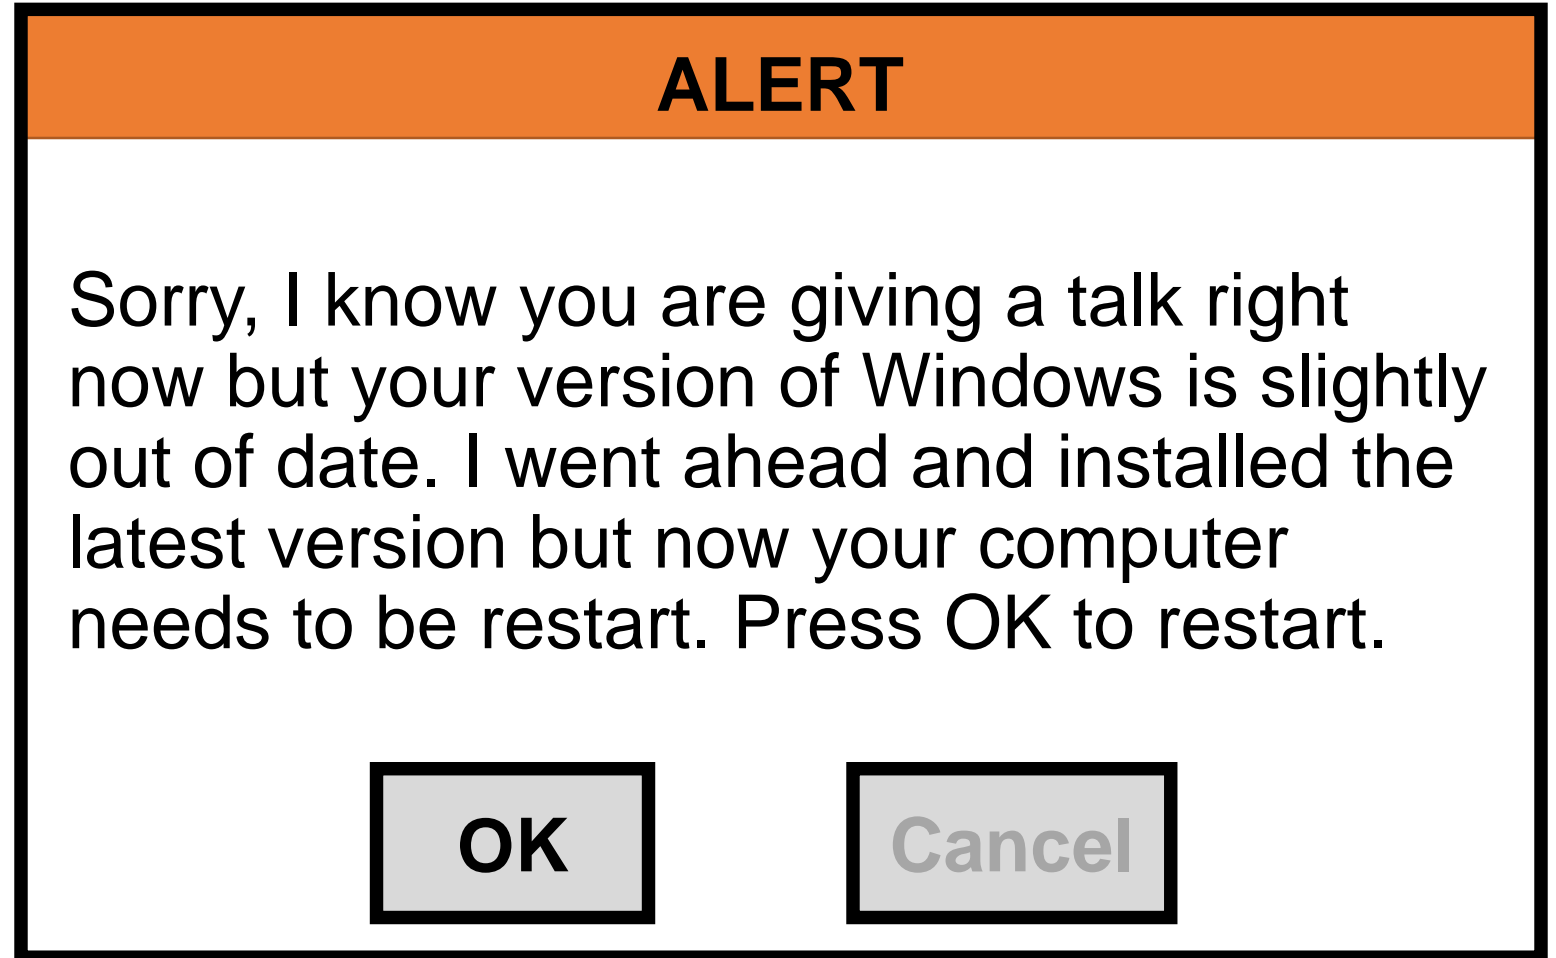 ALERT
Sorry, I know you are giving a talk right
now but your version of Windows is slightly
out of date. I went ahead and installed the
latest version but now your computer
needs to be restart. Press OK to restart.
OK
Cancel